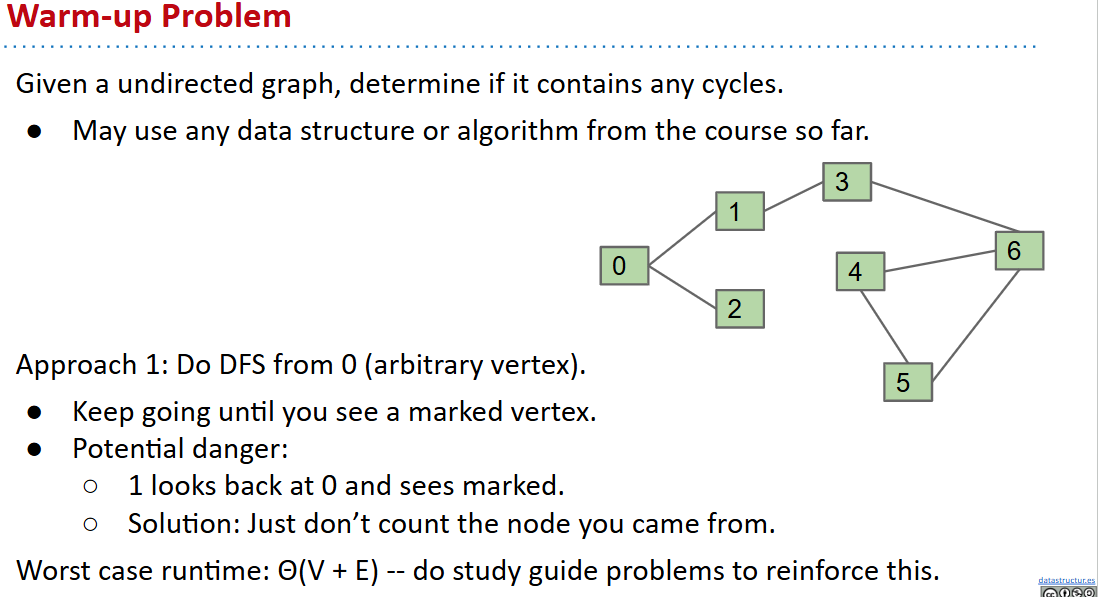 Warm-up Problem
Given a undirected graph, determine if it contains any cycles.
● May use any data structure or algorithm from the course so far.
3
1
6
0
4
2
Approach 1: Do DFS from 0 (arbitrary vertex).
5
● Keep going until you see a marked vertex.
● Potential danger:
○ 1 looks back at 0 and sees marked.
○ Solution: Just don’t count the node you came from.
Worst case runtime: Θ(V + E) -- do study guide problems to reinforce this.
datastructur.es